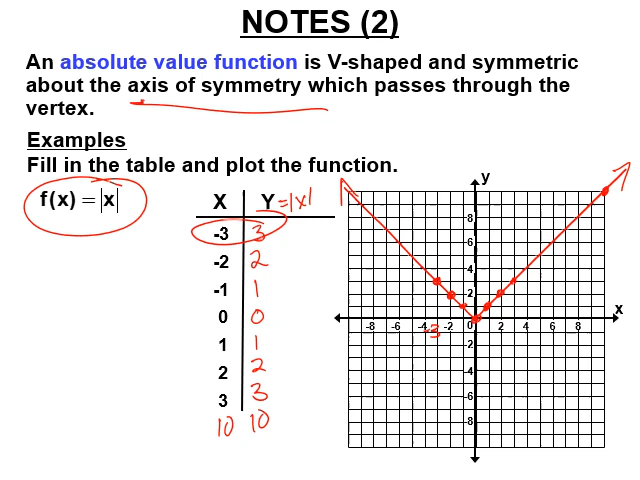 NOTES (2)
An absolute value function is V-shaped and symmetric
about the axis of symmetry which passes through the
vertex.
Examples
Fill in the table and plot the function.
f(x) = |x|
X Y =|x|
-3 3
-2 2
-1 1
0 0
1 1
2 2
3 3
10 10
y
8
6
4
2
x
-8 -6 -4 -2 0 2 4 6 8
-3
-2
-4
-6
8